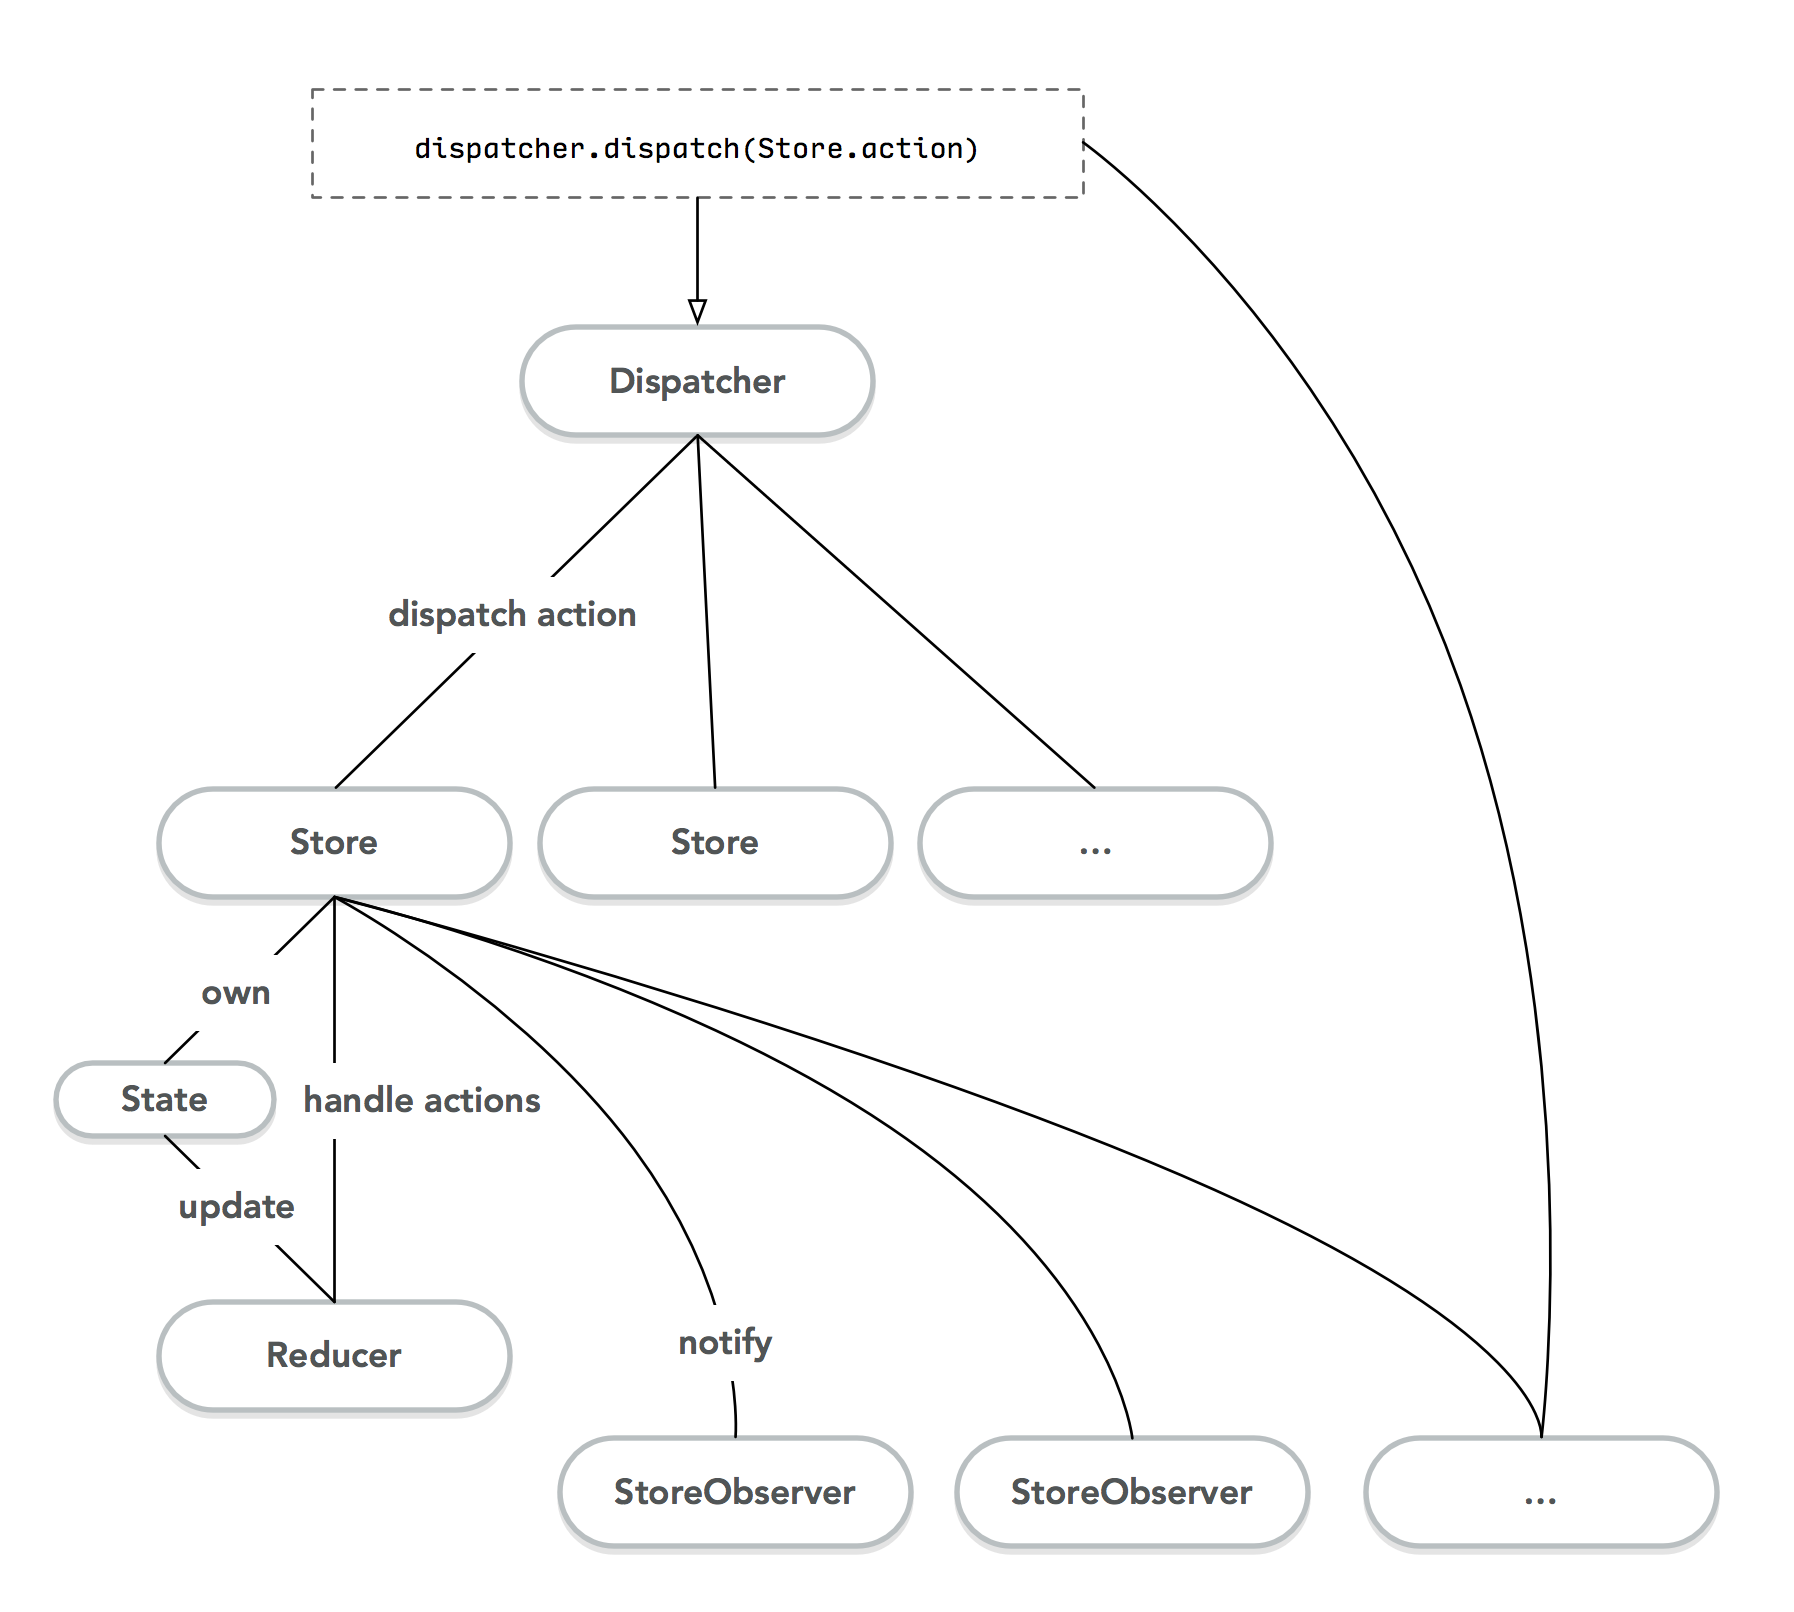 dispatcher.dispatch(Store.action)
Dispatcher
dispatch action
Store
Store
...
own
State
handle actions
update
Reducer
notify
StoreObserver
StoreObserver
...